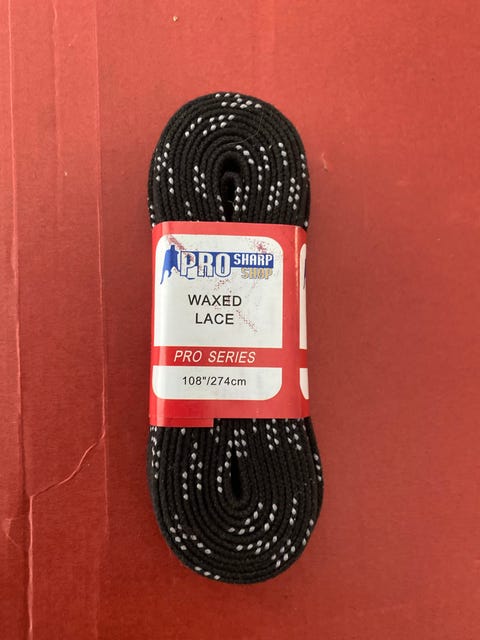 PRO SHARP
SHOP
WAXED
LACE
PRO SERIES
108"/274cm